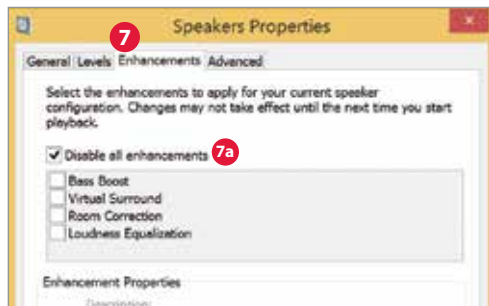 Speakers Properties
7
General Levels Enhancements Advanced
Select the enhancements to apply for your current speaker
configuration. Changes may not take effect until the next time you start
playback.
Disable all enhancements 7a
Bass Boost
Virtual Surround
Room Correction
Loudness Equalization
Enhancement Properties
Description: